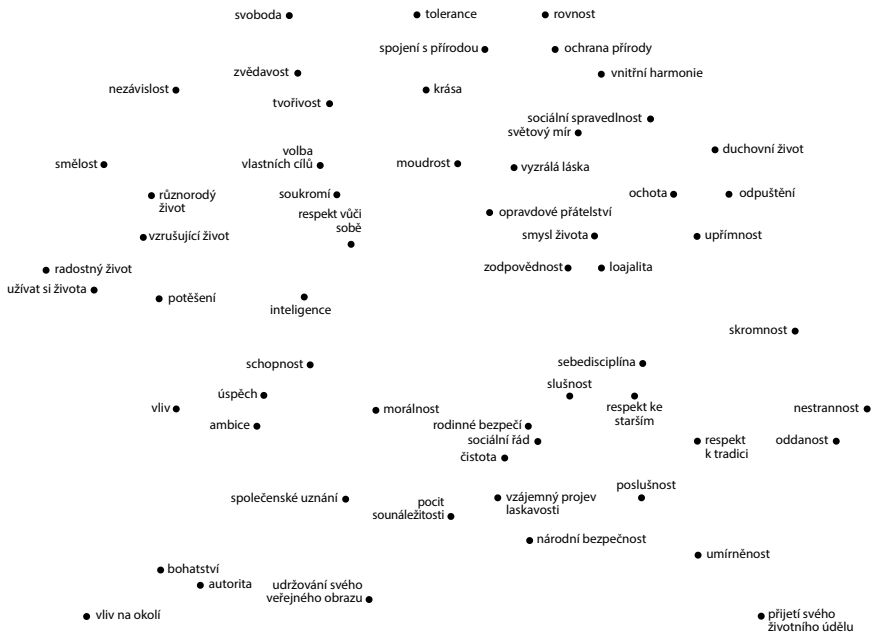 svoboda
tolerance
rovnost
spojení s přírodou
ochrana přírody
zvědavost
vnitřní harmonie
nezávislost
krása
tvořivost
sociální spravedlnost
světový mír
volba
vlastních cílů
duchovní život
smělost
moudrost
vyzrálá láska
různorodý
život
soukromí
ochota
odpuštění
respekt vůči
sobě
opravdové přátelství
vzrušující život
smysl života
upřímnost
radostný život
zodpovědnost
loajalita
užívat si života
potěšení
inteligence
skromnost
schopnost
sebedisciplína
slušnost
úspěch
vliv
morálnost
respekt ke
starším
nestrannost
ambice
rodinné bezpečí
sociální řád
respekt
k tradici
oddanost
čistota
poslušnost
společenské uznání
pocit
sounáležitosti
vzájemný projev
laskavosti
národní bezpečnost
umírněnost
bohatství
autorita
udržování svého
veřejného obrazu
vliv na okolí
přijetí svého
životního údělu